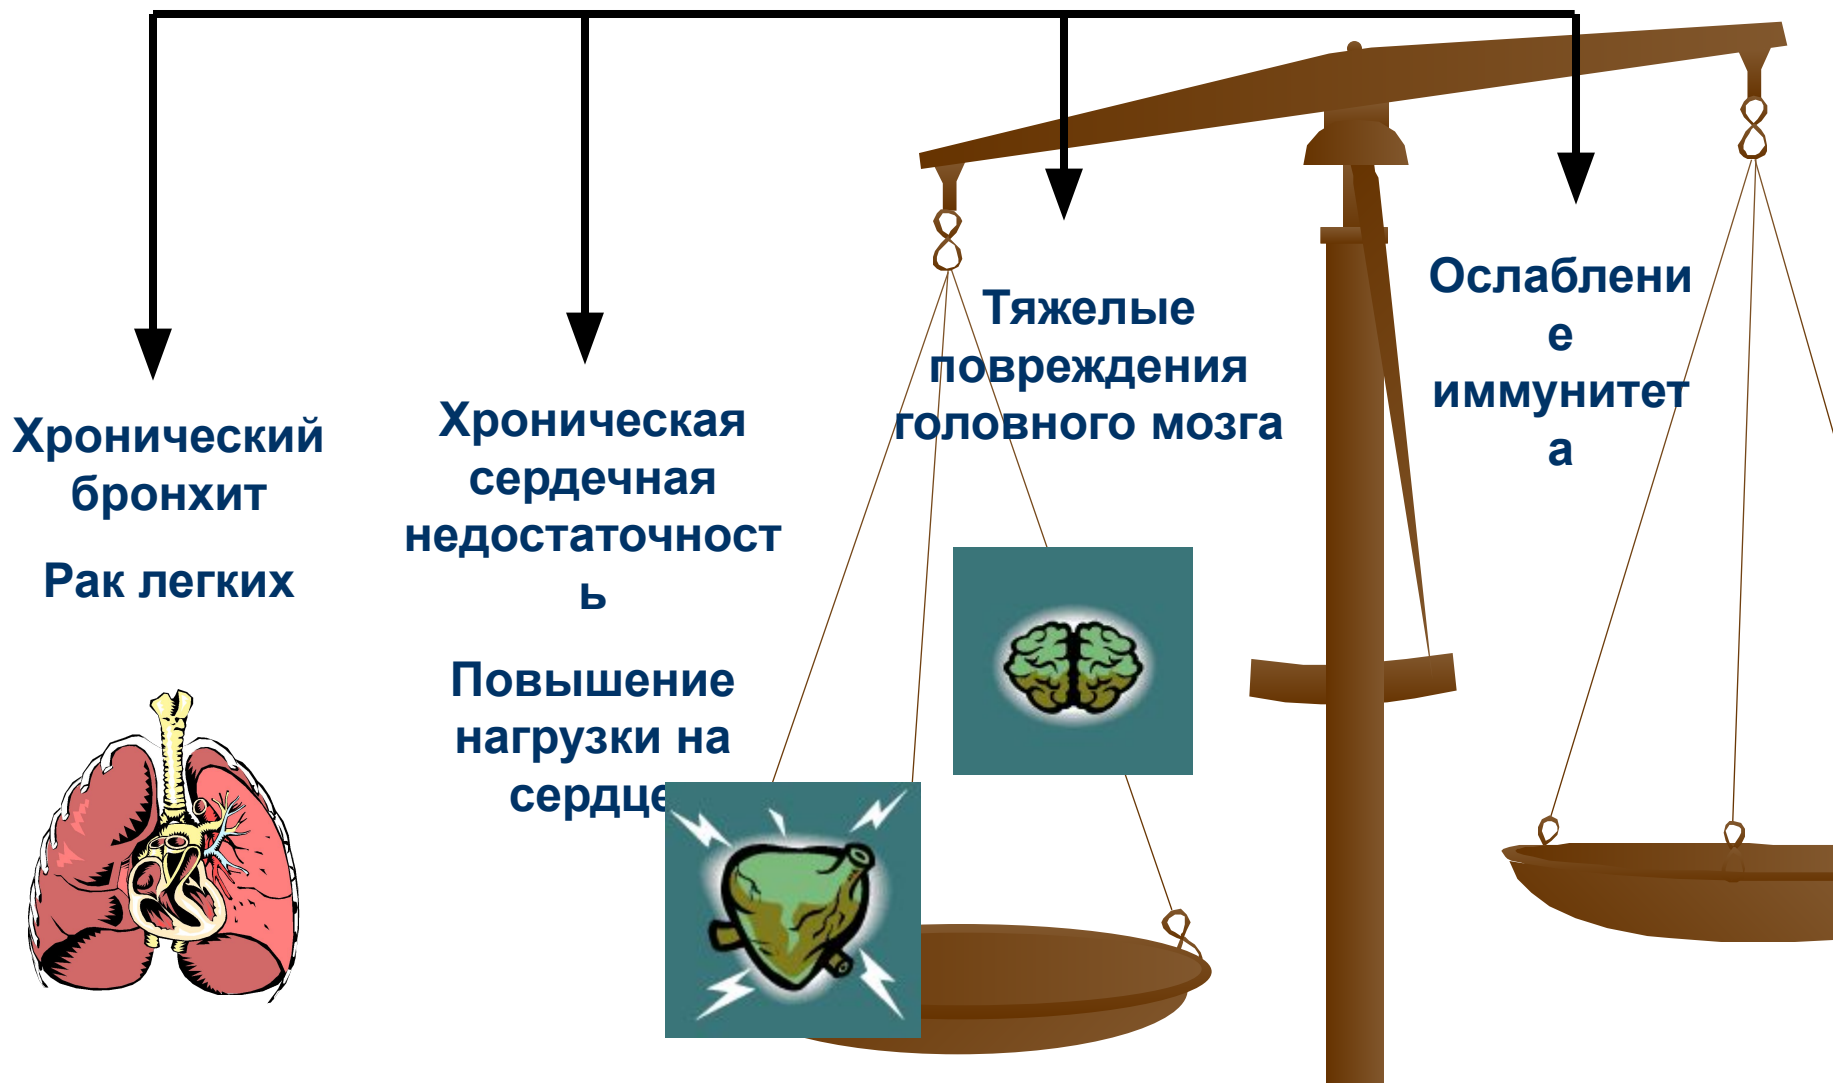 Хронический
бронхит
Рак легких
Хроническая
сердечная
недостаточност
ь
Повышение
нагрузки на
сердце
Тяжелые
повреждения
головного мозга
Ослаблени
е
иммунитет
а